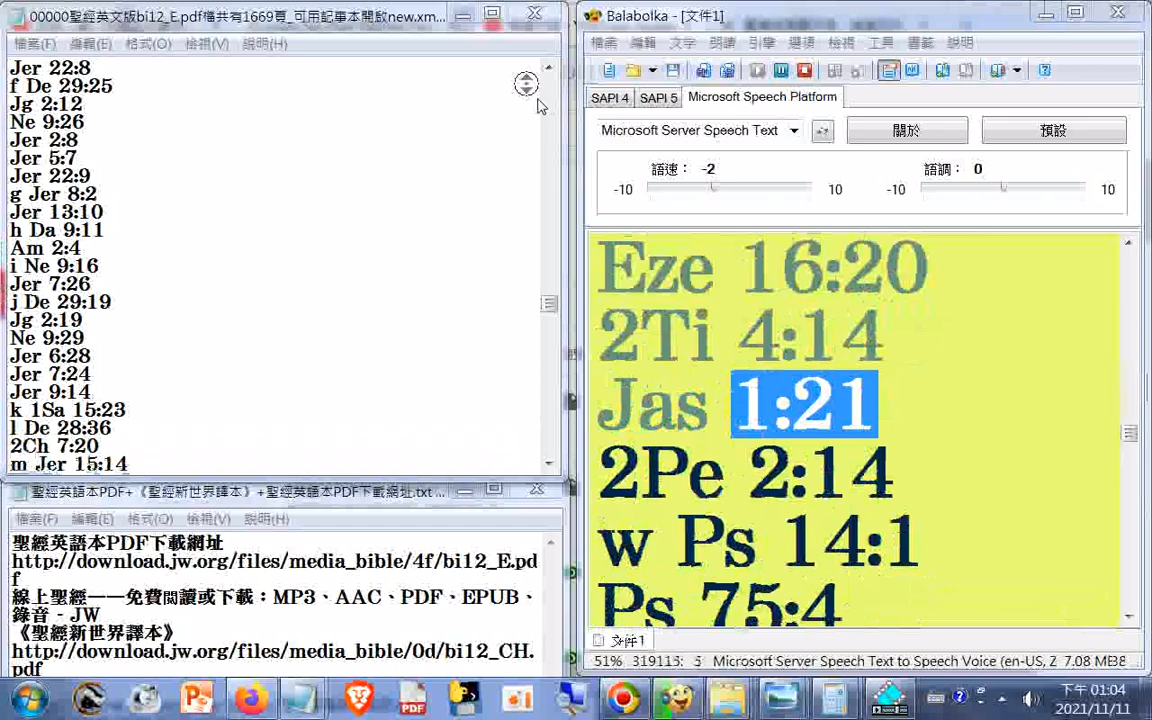 00000聖經英文版bi12_E.pdf檔共有1669頁_可用記事本開啟new.xm...
檔案(F) 編輯(E) 格式(O) 檢視(V) 說明(H)
Jer 22:8
f De 29:25
Jg 2:12
Ne 9:26
Jer 2:8
Jer 5:7
Jer 22:9
g Jer 8:2
Jer 13:10
h Da 9:11
Am 2:4
i Ne 9:16
Jer 7:26
j De 29:19
Jg 2:19
Ne 9:29
Jer 6:28
Jer 7:24
Jer 9:14
k 1Sa 15:23
l De 28:36
2Ch 7:20
m Jer 15:14
聖經英語本PDF+《聖經新世界譯本》+聖經英語本PDF下載網址.txt ...
檔案(F) 編輯(E) 格式(O) 檢視(V) 說明(H)
聖經英語本PDF下載網址
http://download.jw.org/files/media_bible/4f/bi12_E.pd
f
線上聖經——免費閱讀或下載：MP3、AAC、PDF、EPUB、
錄音 - JW
《聖經新世界譯本》
http://download.jw.org/files/media_bible/0d/bi12_CH.
pdf
Balabolka - [文件1]
檔案 編輯 文字 朗讀 引擎 選項 檢視 工具 書籤 說明
SAPI 4 SAPI 5 Microsoft Speech Platform
Microsoft Server Speech Text 關於 預設
語速： -2 語調： 0
-10 10 -10 10
Eze 16:20
2Ti 4:14
Jas 1:21
2Pe 2:14
w Ps 14:1
Ps 75:4
文件1
51% 319113: 5 Microsoft Server Speech Text to Speech Voice (en-US, Z 7.08 MB
下午 01:04
2021/11/11